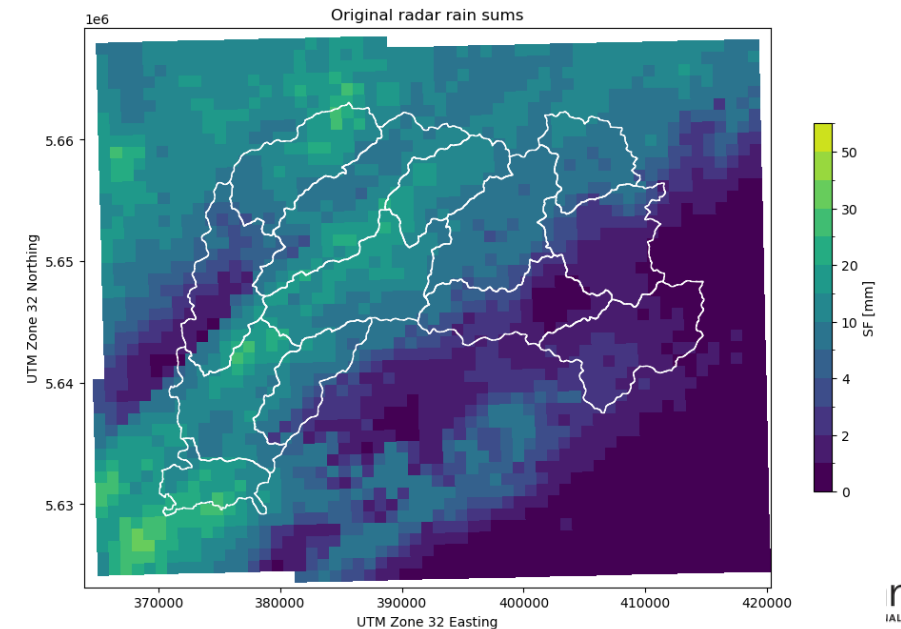 Original radar rain sums
1e6
5.66
5.65
5.64
5.63
UTM Zone 32 Northing
370000 380000 390000 400000 410000 420000
UTM Zone 32 Easting
50
30
20
10
4
2
0
SF [mm]